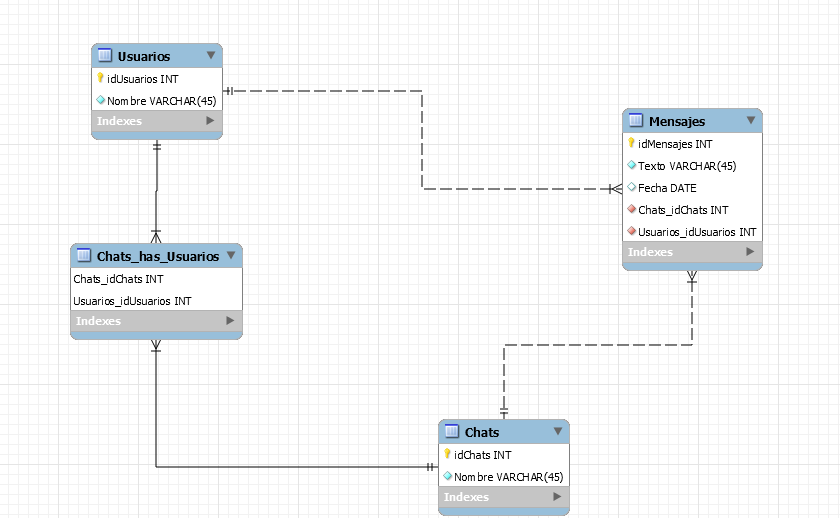 Usuarios
idUsuarios INT
Nombre VARCHAR(45)
Indexes
Mensajes
idMensajes INT
Texto VARCHAR(45)
Fecha DATE
Chats_idChats INT
Usuarios_idUsuarios INT
Indexes
Chats_has_Usuarios
Chats_idChats INT
Usuarios_idUsuarios INT
Indexes
Chats
idChats INT
Nombre VARCHAR(45)
Indexes